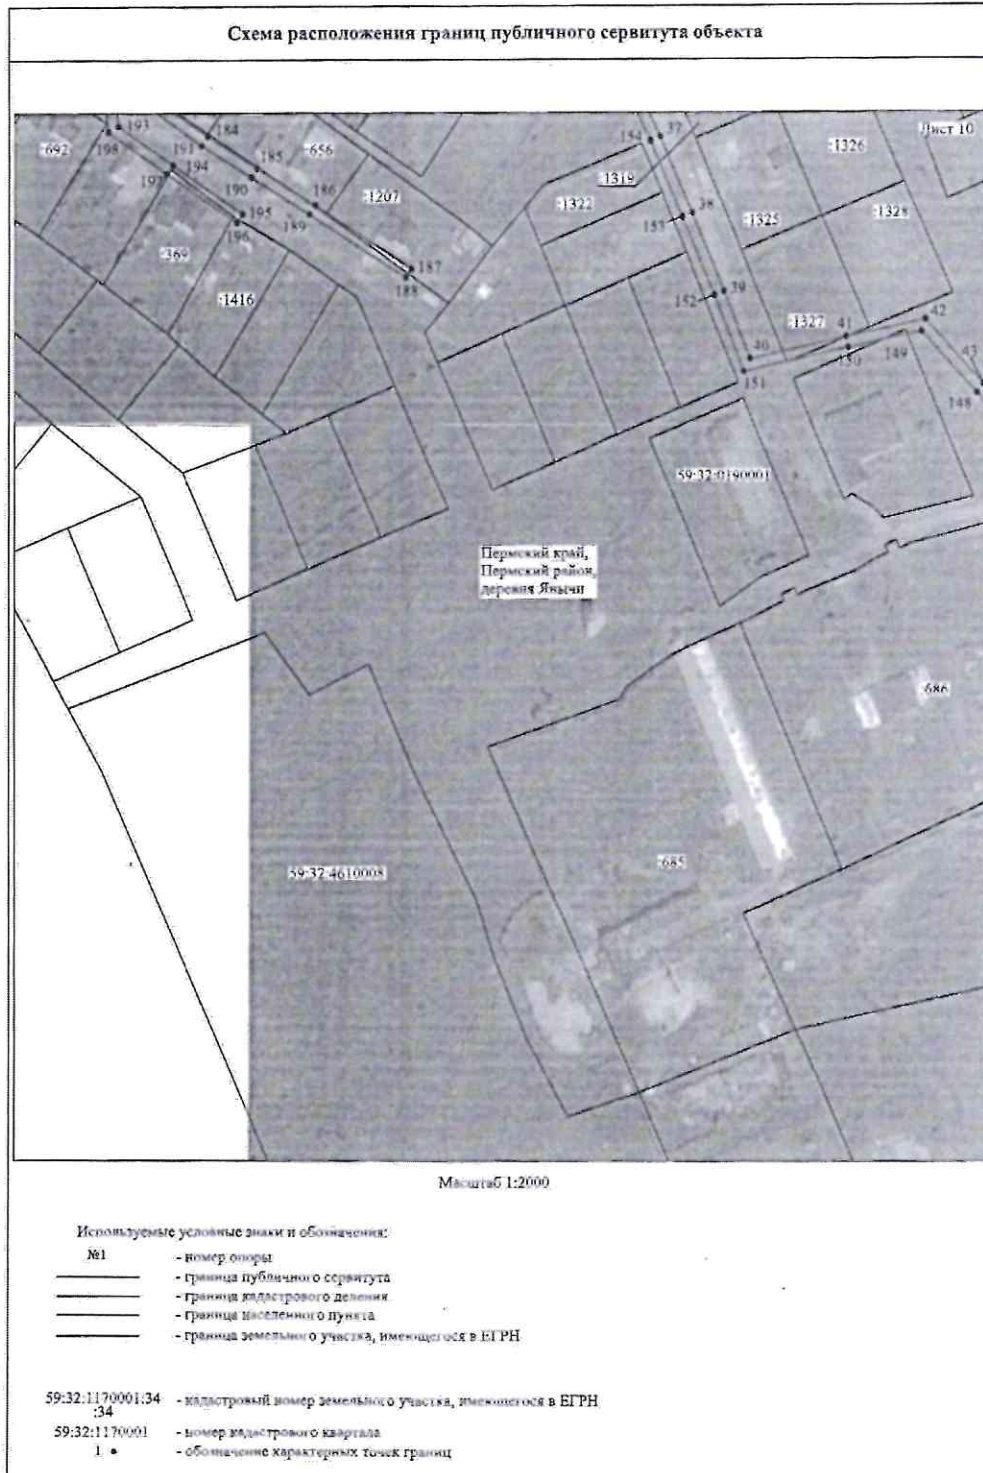 Схема расположения границ публичного сервитута объекта
Лист 10
193
184
154
37
:692
198
191
:656
:1326
194
185
:1319
197
190
186
:1207
:1322
38
:1325
:1328
195
189
153
196
:369
187
188
39
:1416
152
:1327
41
42
40
150
149
43
151
148
59:32:0190001
Пермский край,
Пермский район,
деревня Янычи
:686
:685
59:32:4610008
Масштаб 1:2000
Используемые условные знаки и обозначения:
№1 - номер опоры
- граница публичного сервитута
- граница кадастрового деления
- граница населенного пункта
- граница земельного участка, имеющегося в ЕГРН
59:32:1170001:34 - кадастровый номер земельного участка, имеющегося в ЕГРН
:34
59:32:1170001 - номер кадастрового квартала
1 • - обозначение характерных точек границ